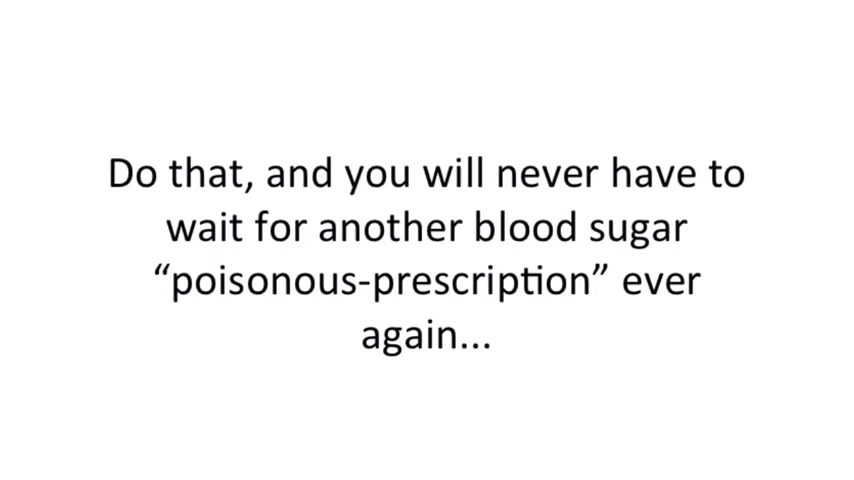 Do that, and you will never have to
wait for another blood sugar
“poisonous-prescription” ever
again...